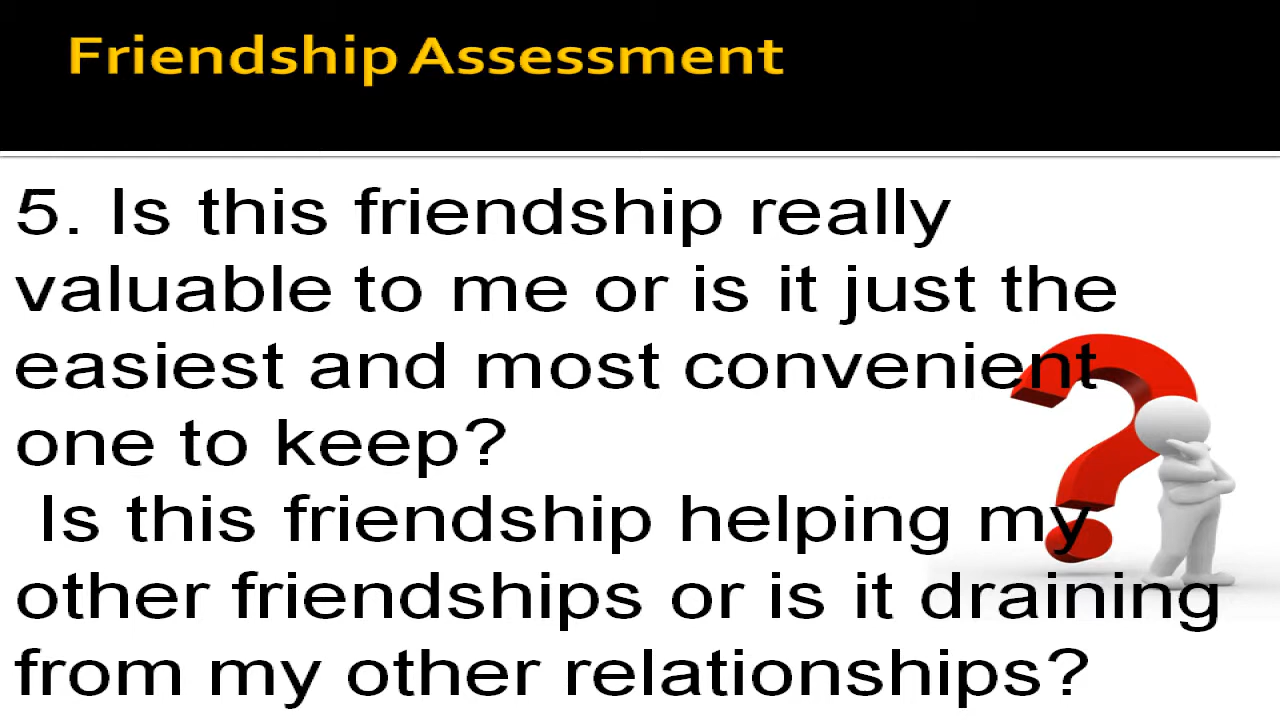 Friendship Assessment
5. Is this friendship really
valuable to me or is it just the
easiest and most convenient
one to keep?
Is this friendship helping my
other friendships or is it draining
from my other relationships?